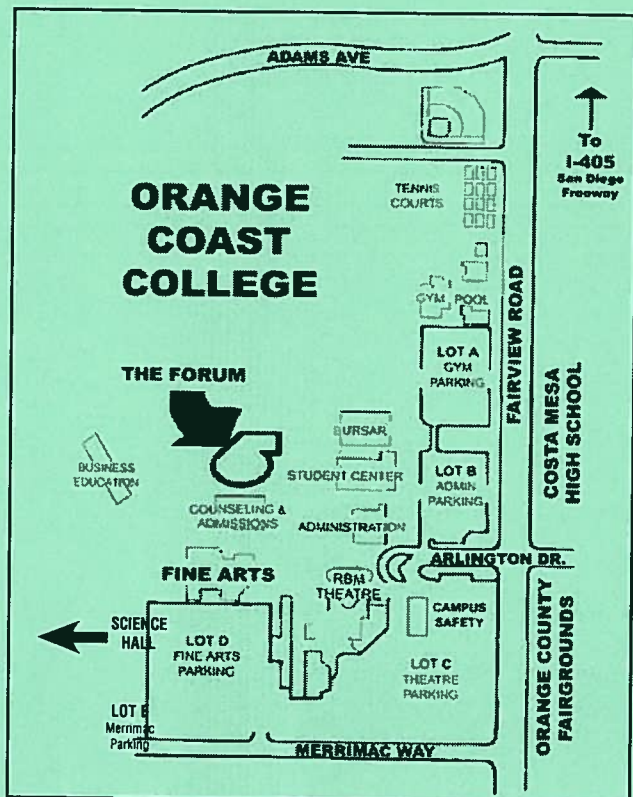 ADAMS AVE
To
I-405
San Diego
Freeway
ORANGE
COAST
COLLEGE
TENNIS
COURTS
GYM
POOL
FAIRVIEW ROAD
LOT A
GYM
PARKING
THE FORUM
COSTA MESA
HIGH SCHOOL
BURSAR
BUSINESS
EDUCATION
STUDENT CENTER
LOT B
ADMIN
PARKING
COUNSELING &
ADMISSIONS
ADMINISTRATION
ARLINGTON DR.
FINE ARTS
RBM
THEATRE
CAMPUS
SAFETY
SCIENCE
HALL
LOT D
FINE ARTS
PARKING
LOT C
THEATRE
PARKING
ORANGE COUNTY
FAIRGROUNDS
LOT E
Merrimac
Parking
MERRIMAC WAY